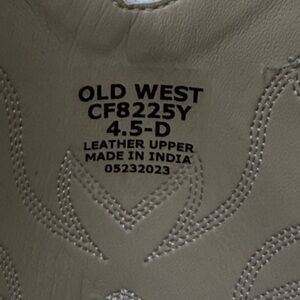 OLD WEST
CF8225Y
4.5-D
LEATHER UPPER
MADE IN INDIA
05232023